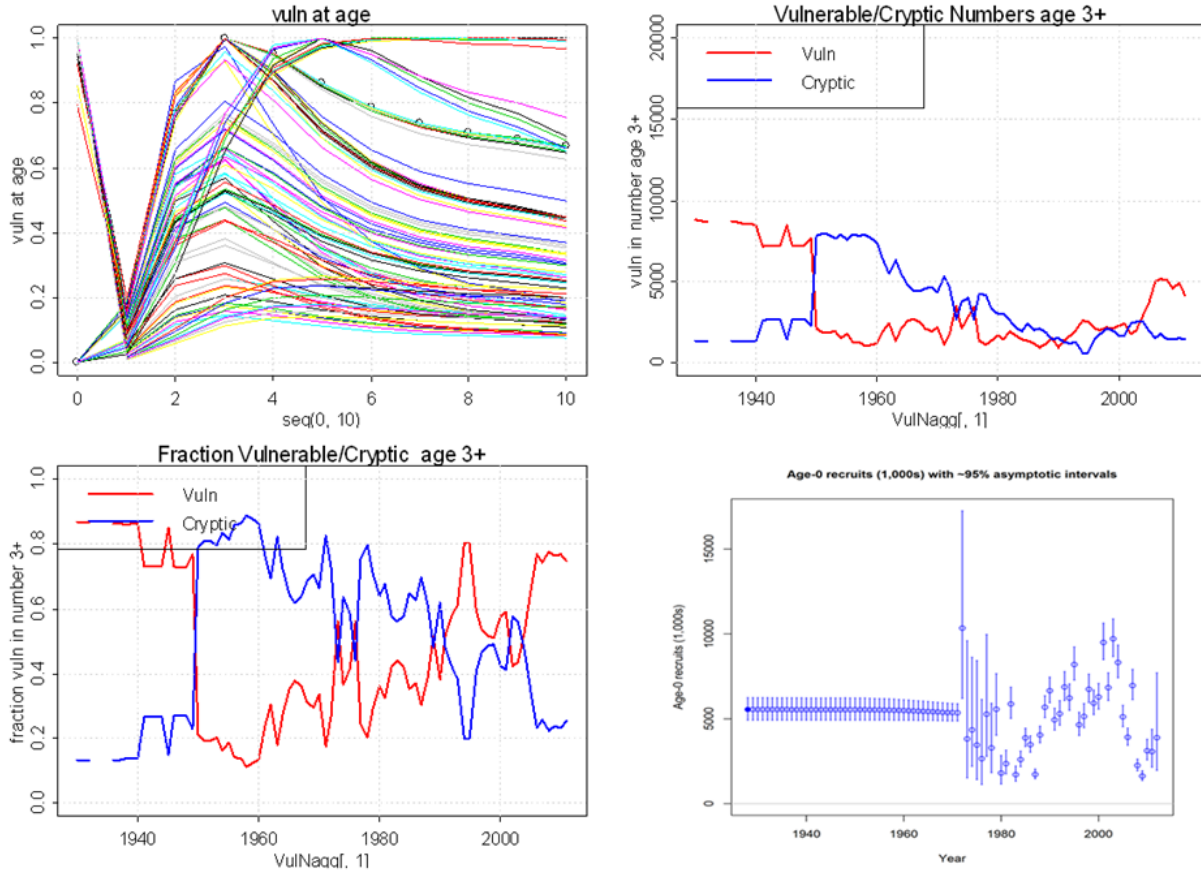 vuln at age
vuln at age
0.0 0.2 0.4 0.6 0.8 1.0
0 2 4 6 8 10
seq(0, 10)
Vulnerable/Cryptic Numbers age 3+
Vuln
Cryptic
vuln in number age 3+
0 5000 10000 15000 20000
1940 1960 1980 2000
VulNagg[, 1]
Fraction Vulnerable/Cryptic age 3+
Vuln
Cryptic
fraction vuln in number 3+
0.0 0.2 0.4 0.6 0.8 1.0
1940 1960 1980 2000
VulNagg[, 1]
Age-0 recruits (1,000s) with ~95% asymptotic intervals
Age-0 recruits (1,000s)
0 5000 10000 15000
1940 1960 1980 2000
Year